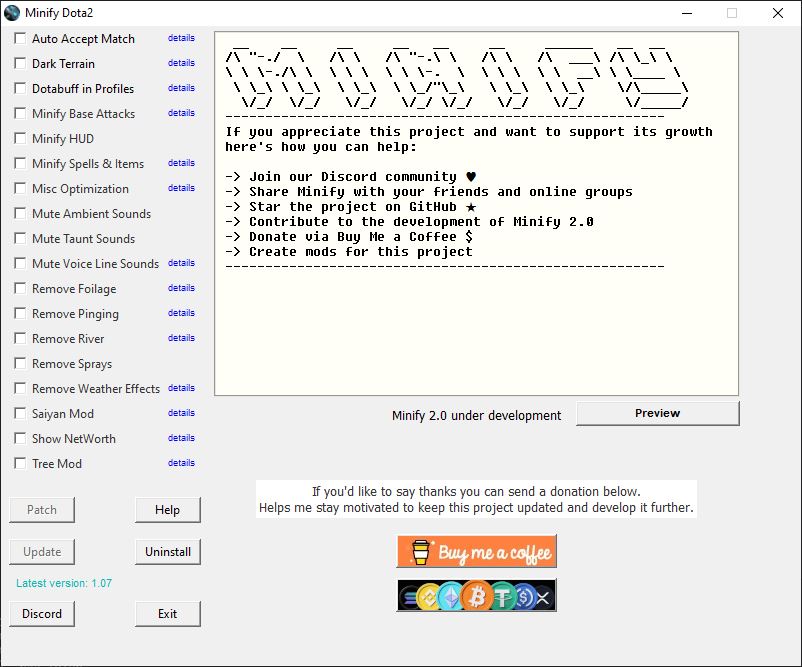 Minify Dota2
Auto Accept Match details
Dark Terrain details
Dotabuff in Profiles details
Minify Base Attacks details
Minify HUD
Minify Spells & Items details
Misc Optimization details
Mute Ambient Sounds
Mute Taunt Sounds
Mute Voice Line Sounds details
Remove Foilage details
Remove Pinging details
Remove River details
Remove Sprays
Remove Weather Effects details
Saiyan Mod details
Show NetWorth details
Tree Mod details
Patch Help
Update Uninstall
Latest version: 1.07
Discord Exit
MINIFY
If you appreciate this project and want to support its growth
here's how you can help:
-> Join our Discord community ♥
-> Share Minify with your friends and online groups
-> Star the project on GitHub ★
-> Contribute to the development of Minify 2.0
-> Donate via Buy Me a Coffee $
-> Create mods for this project
Minify 2.0 under development Preview
If you'd like to say thanks you can send a donation below.
Helps me stay motivated to keep this project updated and develop it further.
Buy me a coffee